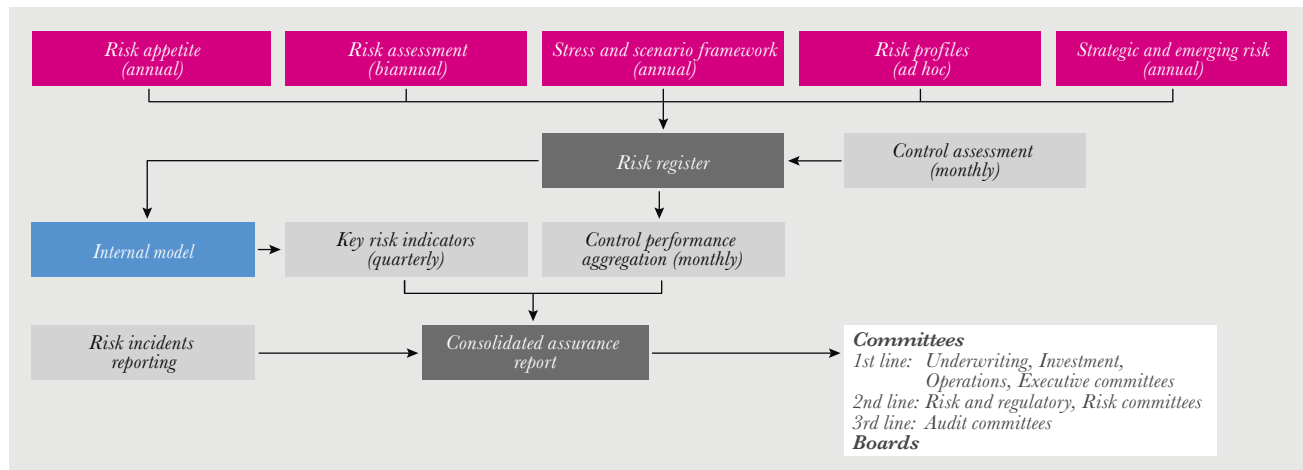 Risk appetite
(annual)
Risk assessment
(biannual)
Stress and scenario framework
(annual)
Risk profiles
(ad hoc)
Strategic and emerging risk
(annual)
Risk register
Control assessment
(monthly)
Internal model
Key risk indicators
(quarterly)
Control performance
aggregation (monthly)
Risk incidents
reporting
Consolidated assurance
report
Committees
1st line: Underwriting, Investment,
Operations, Executive committees
2nd line: Risk and regulatory, Risk committees
3rd line: Audit committees
Boards